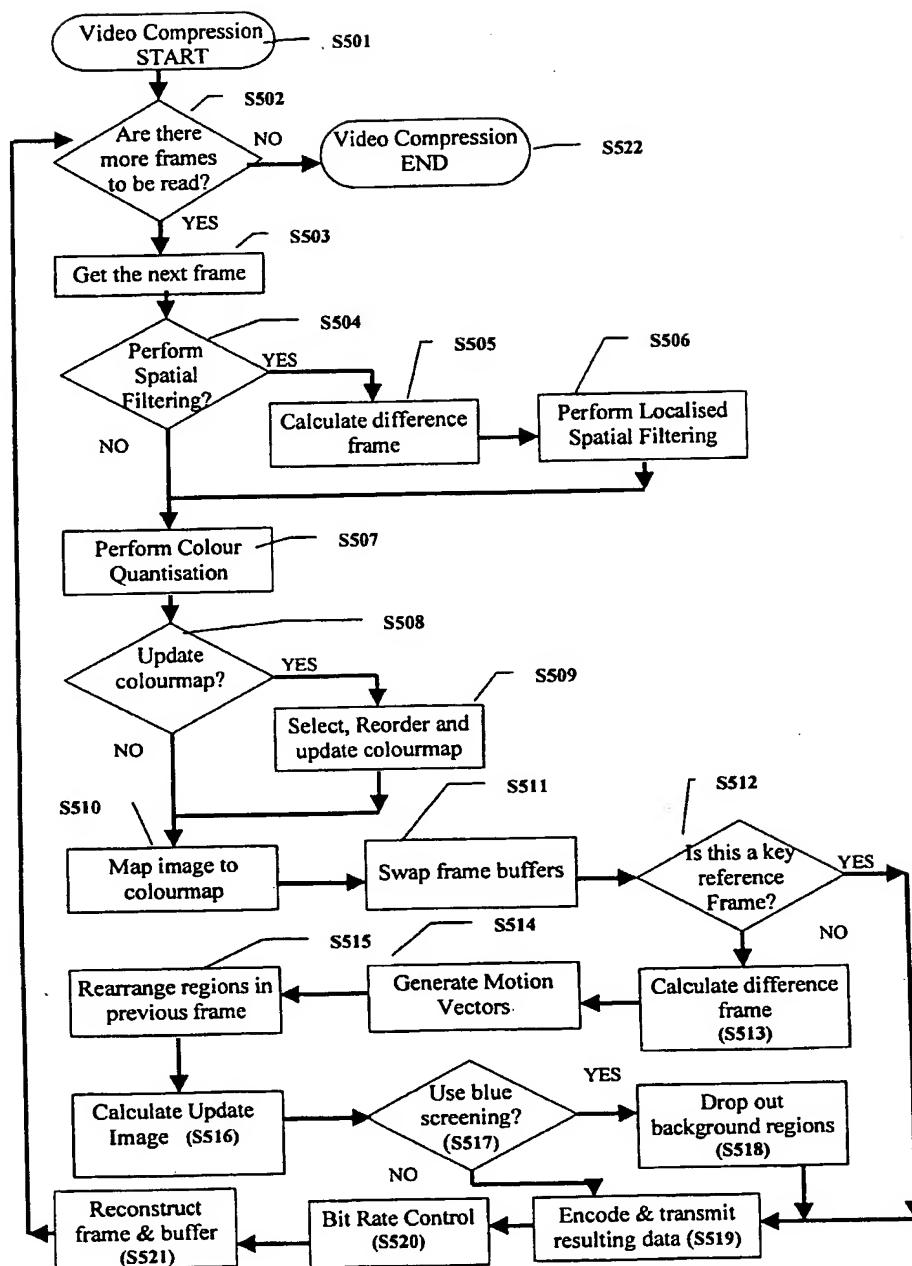 Video Compression
START
S501
S502
Are there
more frames
to be read?
NO
Video Compression
END
S522
YES
S503
Get the next frame
S504
Perform
Spatial
Filtering?
YES
S505
S506
Calculate difference
frame
Perform Localised
Spatial Filtering
NO
Perform Colour
Quantisation
S507
S508
Update
colourmap?
YES
S509
Select, Reorder and
update colourmap
NO
S510
S511
S512
Map image to
colourmap
Swap frame buffers
Is this a key
reference
Frame?
YES
NO
S515
S514
Rearrange regions in
previous frame
Generate Motion
Vectors
Calculate difference
frame
(S513)
Calculate Update
Image (S516)
Use blue
screening?
(S517)
YES
Drop out
background regions
(S518)
NO
Reconstruct
frame & buffer
(S521)
Bit Rate Control
(S520)
Encode & transmit
resulting data (S519)